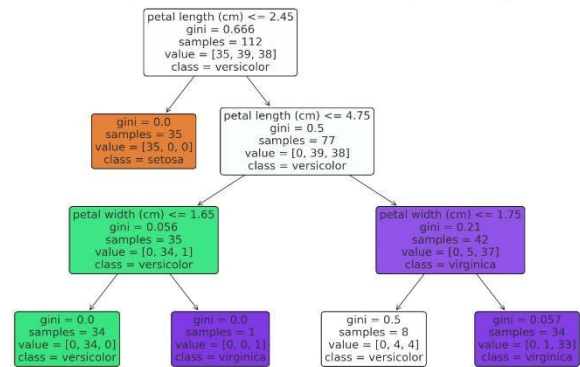 petal length (cm) <= 2.45
gini = 0.666
samples = 112
value = [35, 39, 38]
class = versicolor
gini = 0.0
samples = 35
value = [35, 0, 0]
class = setosa
petal length (cm) <= 4.75
gini = 0.5
samples = 77
value = [0, 39, 38]
class = versicolor
petal width (cm) <= 1.65
gini = 0.056
samples = 35
value = [0, 34, 1]
class = versicolor
petal width (cm) <= 1.75
gini = 0.21
samples = 42
value = [0, 5, 37]
class = virginica
gini = 0.0
samples = 34
value = [0, 34, 0]
class = versicolor
gini = 0.0
samples = 1
value = [0, 0, 1]
class = virginica
gini = 0.5
samples = 8
value = [0, 4, 4]
class = versicolor
gini = 0.057
samples = 34
value = [0, 1, 33]
class = virginica